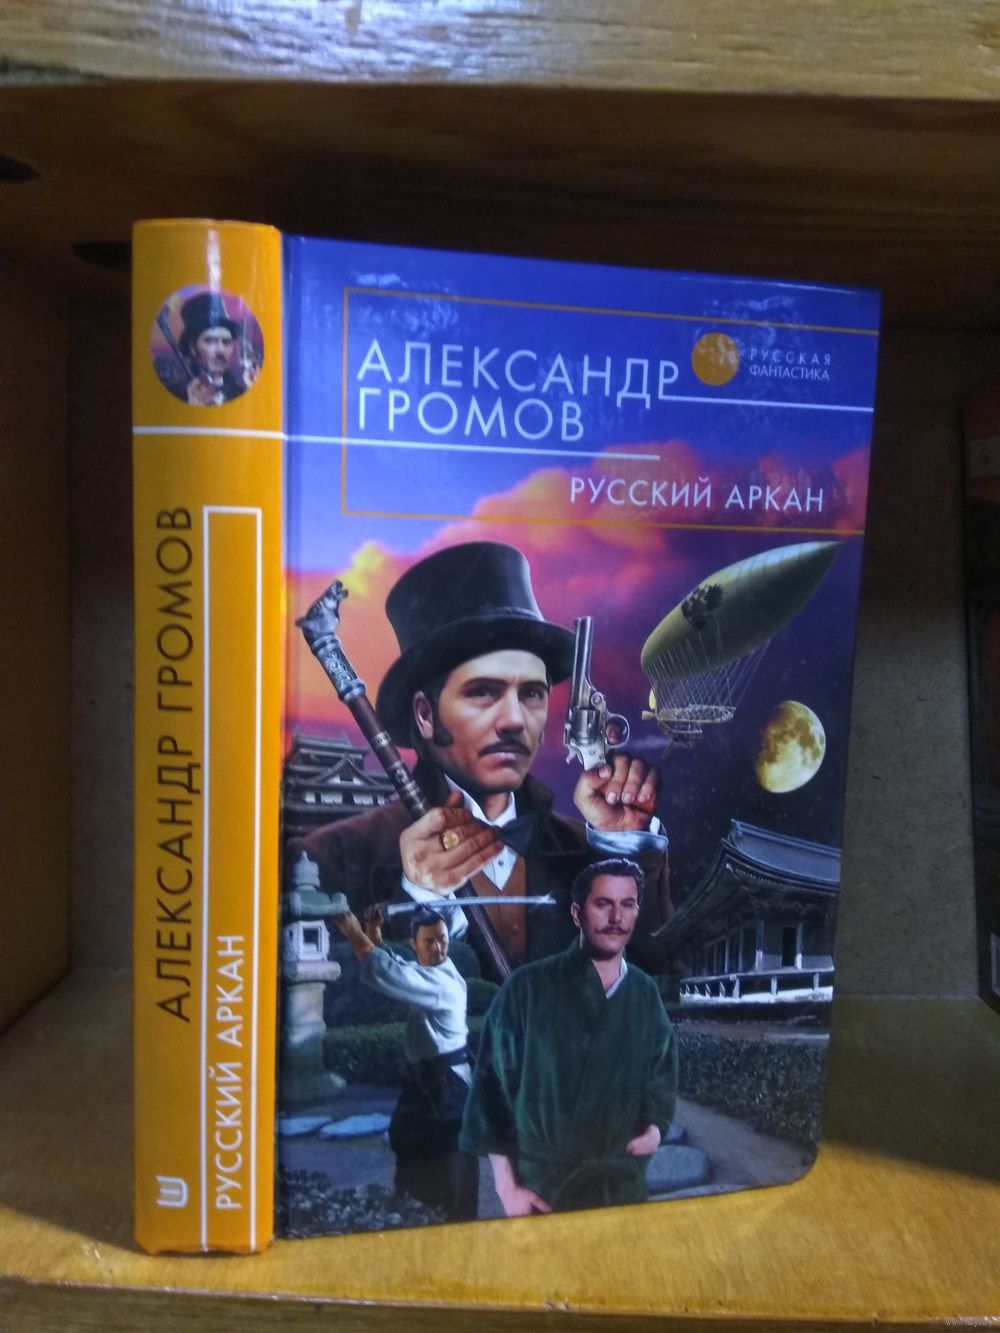 АЛЕКСАНДР ГРОМОВ
РУССКИЙ АРКАН
АЛЕКСАНДР
ГРОМОВ
РУССКАЯ
ФАНТАСТИКА
РУССКИЙ АРКАН